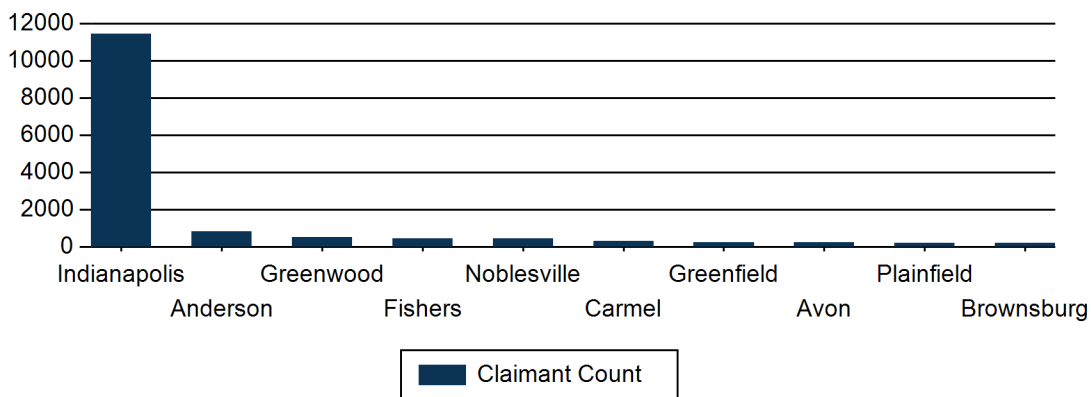 12000
10000
8000
6000
4000
2000
0
Indianapolis Greenwood Noblesville Greenfield Plainfield
Anderson Fishers Carmel Avon Brownsburg
Claimant Count